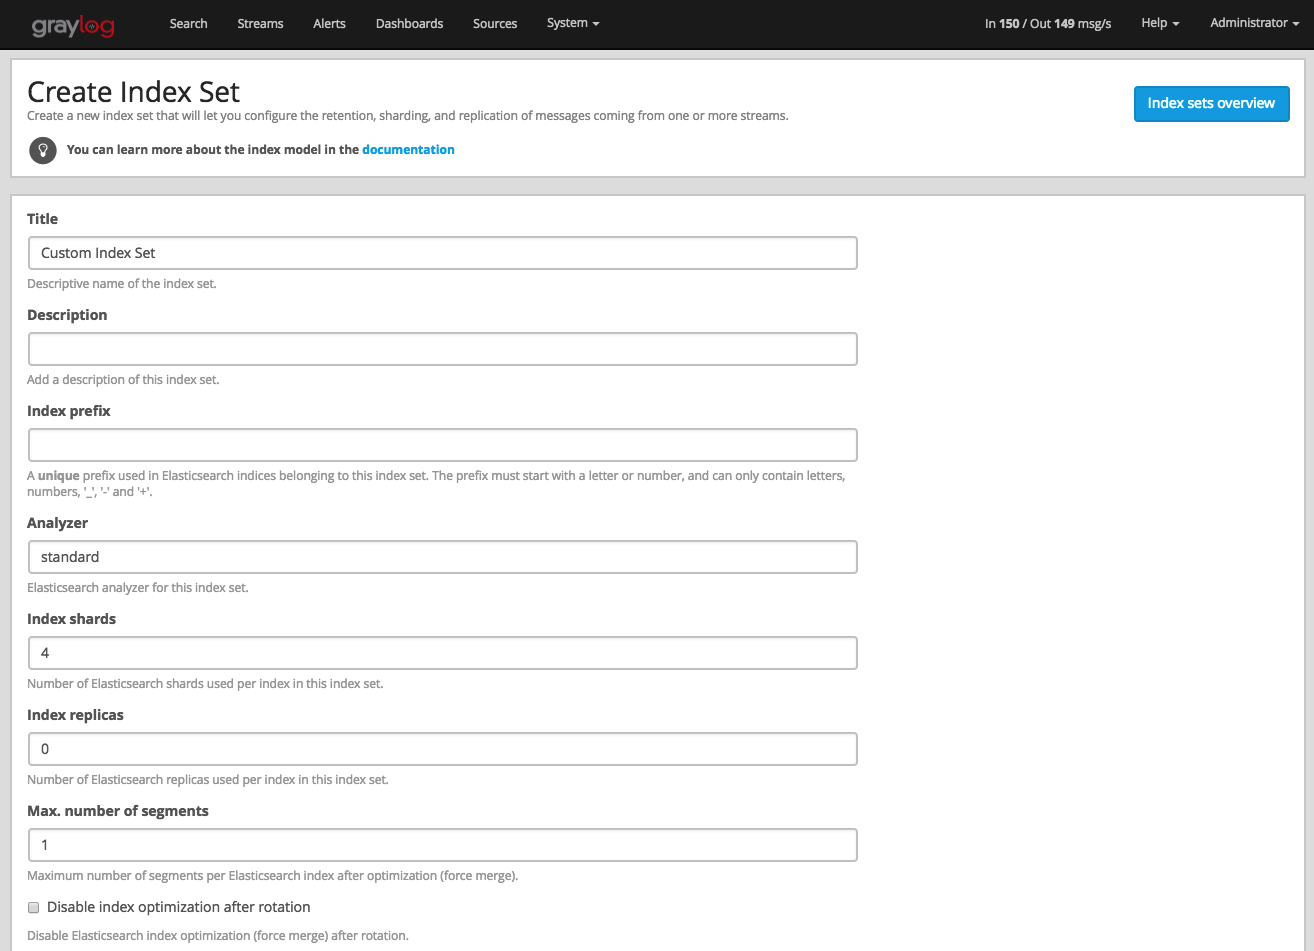 graylog Search Streams Alerts Dashboards Sources System In 150 / Out 149 msg/s Help Administrator
Create Index Set
Create a new index set that will let you configure the retention, sharding, and replication of messages coming from one or more streams.
Index sets overview
You can learn more about the index model in the documentation
Title
Custom Index Set
Descriptive name of the index set.
Description
Add a description of this index set.
Index prefix
A unique prefix used in Elasticsearch indices belonging to this index set. The prefix must start with a letter or number, and can only contain letters,
numbers, '_', '-' and '+'.
Analyzer
standard
Elasticsearch analyzer for this index set.
Index shards
4
Number of Elasticsearch shards used per index in this index set.
Index replicas
0
Number of Elasticsearch replicas used per index in this index set.
Max. number of segments
1
Maximum number of segments per Elasticsearch index after optimization (force merge).
Disable index optimization after rotation
Disable Elasticsearch index optimization (force merge) after rotation.